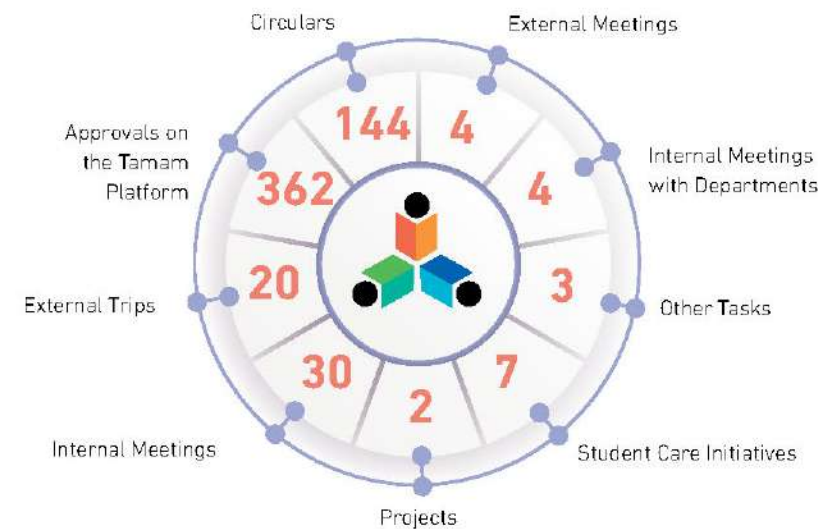 Circulars
External Meetings
144
4
Approvals on
the Tamam
Platform
362
4
Internal Meetings
with Departments
External Trips
20
3
Other Tasks
30
7
2
Internal Meetings
Student Care Initiatives
Projects